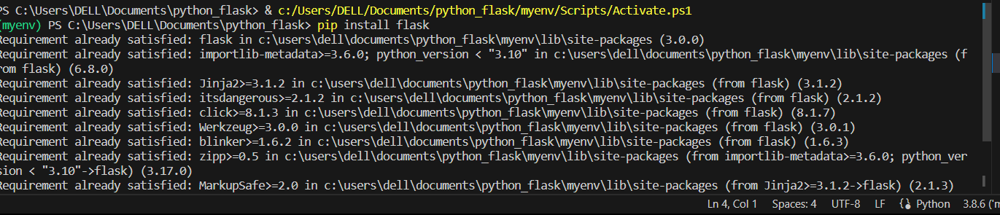 PS C:\Users\DELL\Documents\python_flask> & c:/Users/DELL/Documents/python_flask/myenv/Scripts/Activate.ps1
(myenv) PS C:\Users\DELL\Documents\python_flask> pip install flask
Requirement already satisfied: flask in c:\users\dell\documents\python_flask\myenv\lib\site-packages (3.0.0)
Requirement already satisfied: importlib-metadata>=3.6.0; python_version < "3.10" in c:\users\dell\documents\python_flask\myenv\lib\site-packages (f
rom flask) (6.8.0)
Requirement already satisfied: Jinja2>=3.1.2 in c:\users\dell\documents\python_flask\myenv\lib\site-packages (from flask) (3.1.2)
Requirement already satisfied: itsdangerous>=2.1.2 in c:\users\dell\documents\python_flask\myenv\lib\site-packages (from flask) (2.1.2)
Requirement already satisfied: click>=8.1.3 in c:\users\dell\documents\python_flask\myenv\lib\site-packages (from flask) (8.1.7)
Requirement already satisfied: Werkzeug>=3.0.0 in c:\users\dell\documents\python_flask\myenv\lib\site-packages (from flask) (3.0.1)
Requirement already satisfied: blinker>=1.6.2 in c:\users\dell\documents\python_flask\myenv\lib\site-packages (from flask) (1.6.3)
Requirement already satisfied: zipp>=0.5 in c:\users\dell\documents\python_flask\myenv\lib\site-packages (from importlib-metadata>=3.6.0; python_ver
sion < "3.10"->flask) (3.17.0)
Requirement already satisfied: MarkupSafe>=2.0 in c:\users\dell\documents\python_flask\myenv\lib\site-packages (from Jinja2>=3.1.2->flask) (2.1.3)
Ln 4, Col 1 Spaces: 4 UTF-8 LF Python 3.8.6 ('m